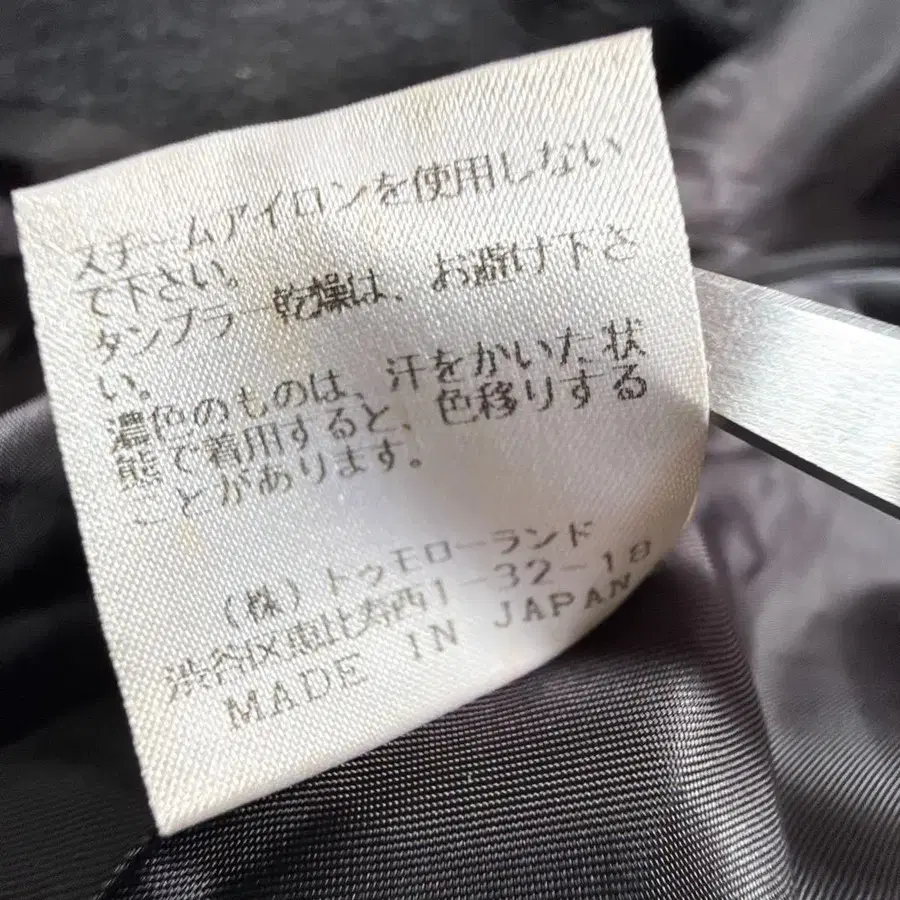 スチームアイロンを使用しない
で下さい。
タンブラー乾燥は、お避け下さ
い。
濃色のものは、汗をかいた状
態で着用すると、色移りする
ことがあります。
(株)トゥモローランド
渋谷区恵比寿西1-32-18
MADE IN JAPAN